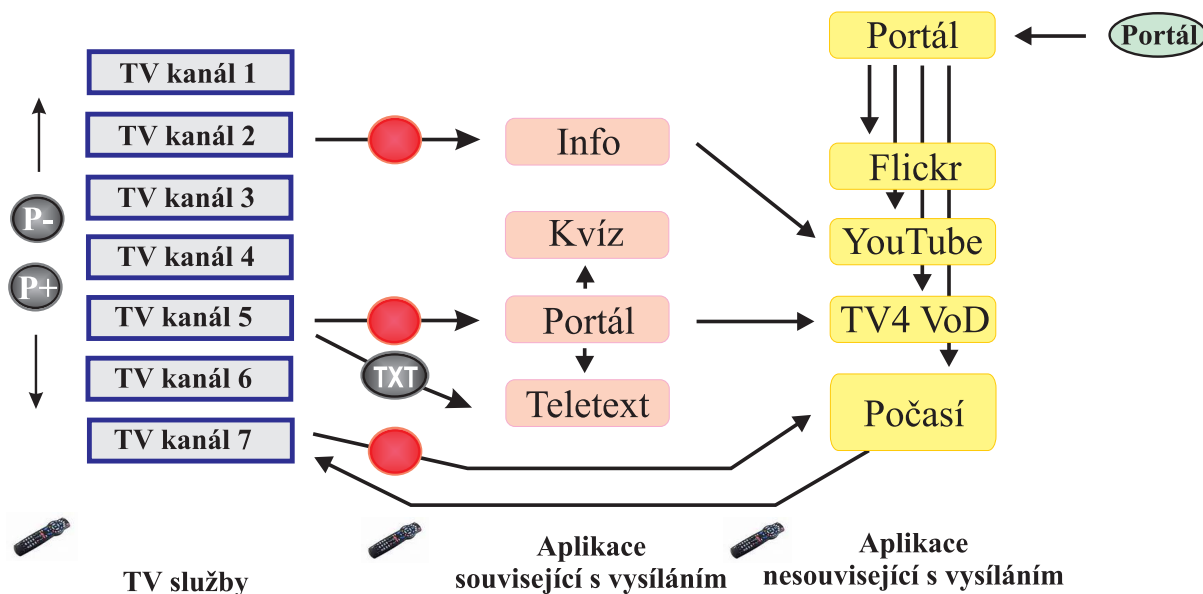 Portál
Portál
TV kanál 1
TV kanál 2
Info
TV kanál 3
Flickr
P-
Kvíz
YouTube
TV kanál 4
P+
TV kanál 5
Portál
TV4 VoD
TXT
TV kanál 6
Teletext
Počasí
TV kanál 7
TV služby
Aplikace
související s vysíláním
Aplikace
nesouvisející s vysíláním